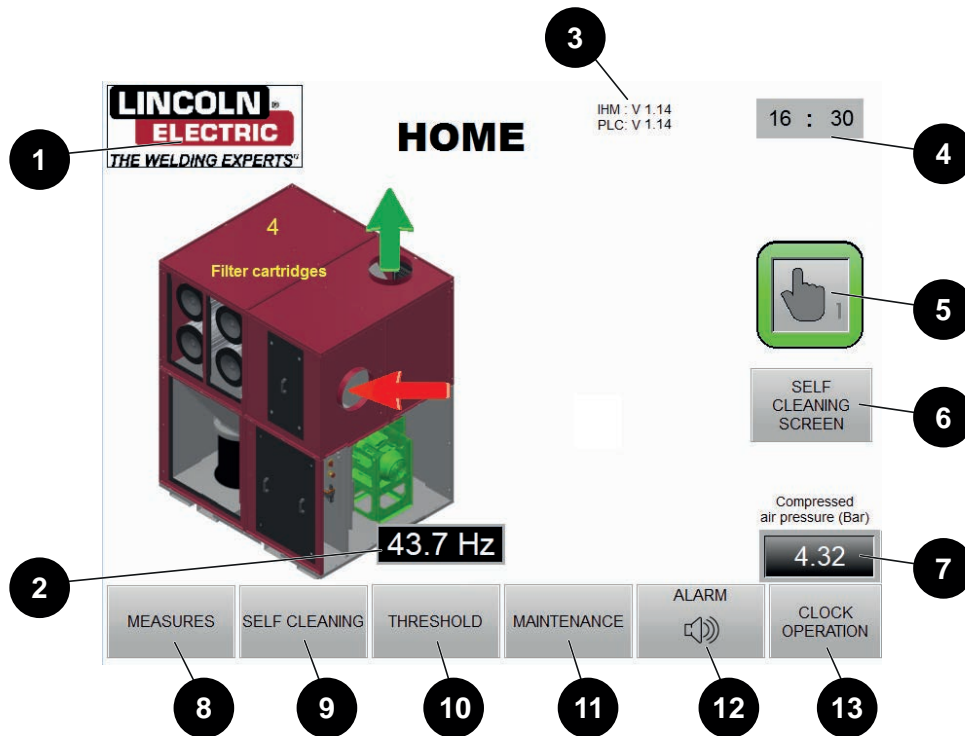 3
LINCOLN ®
ELECTRIC
THE WELDING EXPERTS®
HOME
IHM : V 1.14
PLC: V 1.14
16 : 30
1
4
4
Filter cartridges
1
5
SELF
CLEANING
SCREEN
6
Compressed
air pressure (Bar)
43.7 Hz
4.32
2
7
MEASURES
SELF CLEANING
THRESHOLD
MAINTENANCE
ALARM
CLOCK
OPERATION
8
9
10
11
12
13